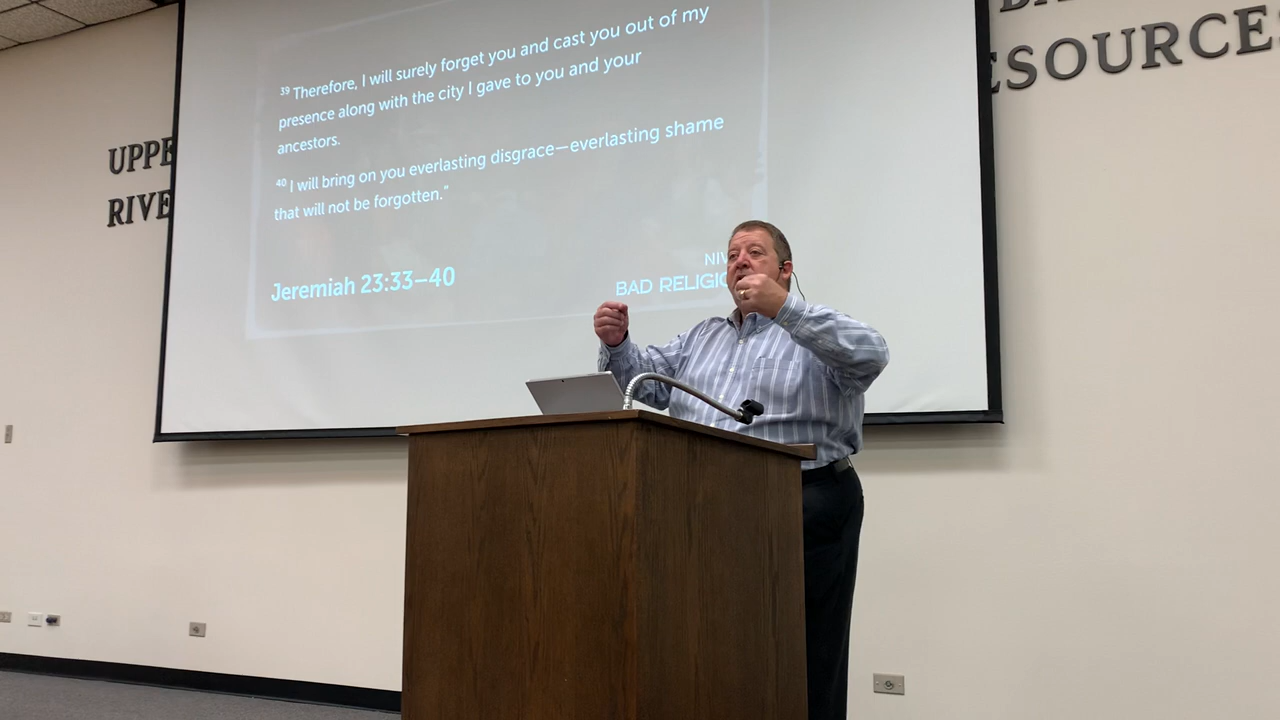 39 Therefore, I will surely forget you and cast you out of my
presence along with the city I gave to you and your
ancestors.
40 I will bring on you everlasting disgrace—everlasting shame
that will not be forgotten.”
Jeremiah 23:33–40
NIV
BAD RELIGIO
UPPE
RIVE
ESOURCES